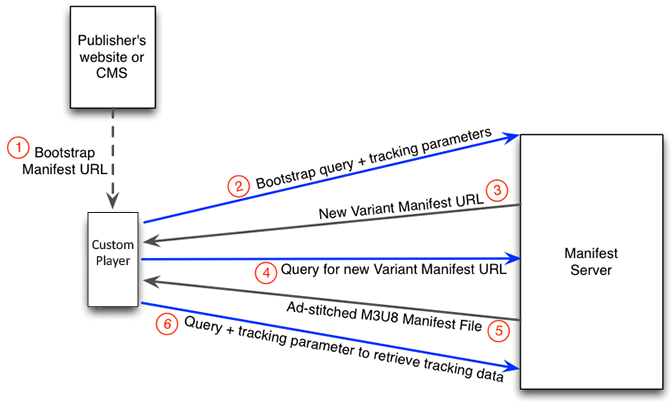 Publisher's
website or
CMS
1
Bootstrap
Manifest URL
2
Bootstrap query + tracking parameters
3
New Variant Manifest URL
Custom
Player
Manifest
Server
4
Query for new Variant Manifest URL
Ad-stitched M3U8 Manifest File
5
6
Query + tracking parameter to retrieve tracking data